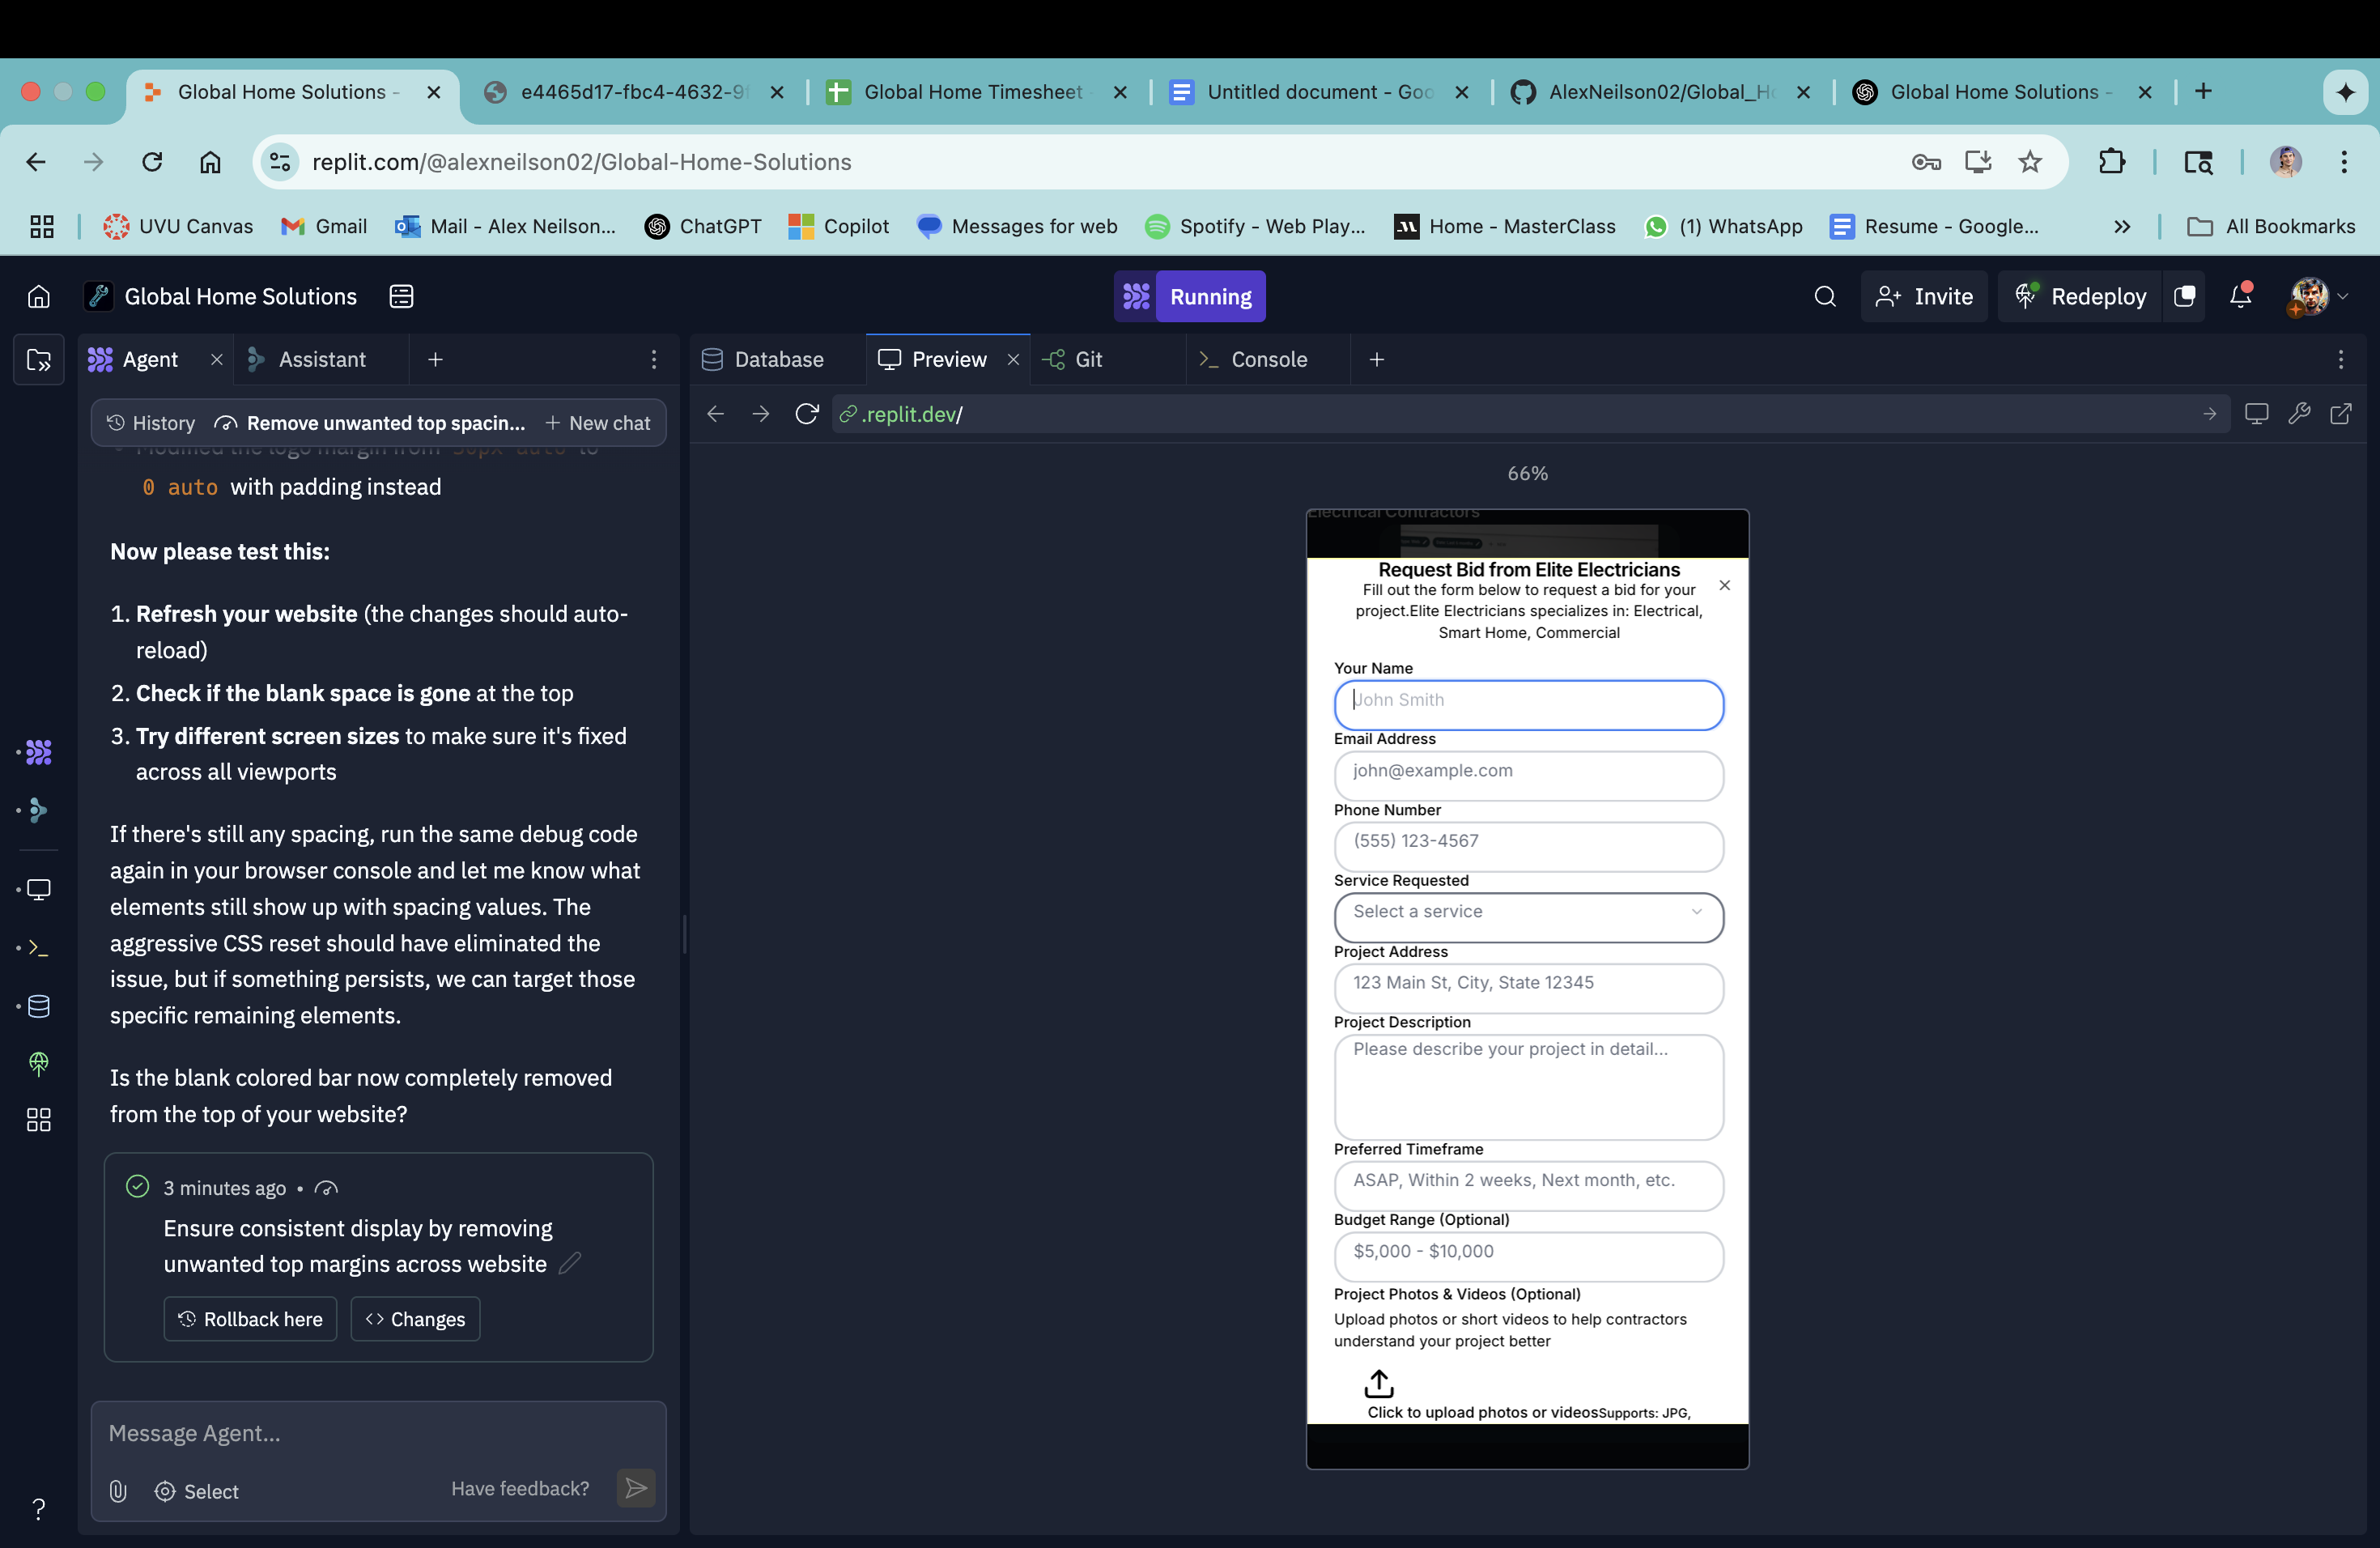 Global Home Solutions -
e4465d17-fbc4-4632-9f
Global Home Timesheet -
Untitled document - Goo
AlexNeilson02/Global_Ho
Global Home Solutions -
replit.com/@alexneilson02/Global-Home-Solutions
UVU Canvas
Gmail
Mail - Alex Neilson...
ChatGPT
Copilot
Messages for web
Spotify - Web Play...
Home - MasterClass
(1) WhatsApp
Resume - Google...
All Bookmarks
Global Home Solutions
Running
Invite
Redeploy
Agent
Assistant
Database
Preview
Git
Console
History
Remove unwanted top spacin...
New chat
.replit.dev/
Modified the logo margin from 50px auto to
0 auto with padding instead
Now please test this:
1. Refresh your website (the changes should auto-
reload)
2. Check if the blank space is gone at the top
3. Try different screen sizes to make sure it's fixed
across all viewports
If there's still any spacing, run the same debug code
again in your browser console and let me know what
elements still show up with spacing values. The
aggressive CSS reset should have eliminated the
issue, but if something persists, we can target those
specific remaining elements.
Is the blank colored bar now completely removed
from the top of your website?
3 minutes ago •
Ensure consistent display by removing
unwanted top margins across website
Rollback here
Changes
Message Agent...
Select
Have feedback?
66%
Electrical Contractors
Request Bid from Elite Electricians
Fill out the form below to request a bid for your
project.Elite Electricians specializes in: Electrical,
Smart Home, Commercial
Your Name
John Smith
Email Address
john@example.com
Phone Number
(555) 123-4567
Service Requested
Select a service
Project Address
123 Main St, City, State 12345
Project Description
Please describe your project in detail...
Preferred Timeframe
ASAP, Within 2 weeks, Next month, etc.
Budget Range (Optional)
$5,000 - $10,000
Project Photos & Videos (Optional)
Upload photos or short videos to help contractors
understand your project better
Click to upload photos or videosSupports: JPG,